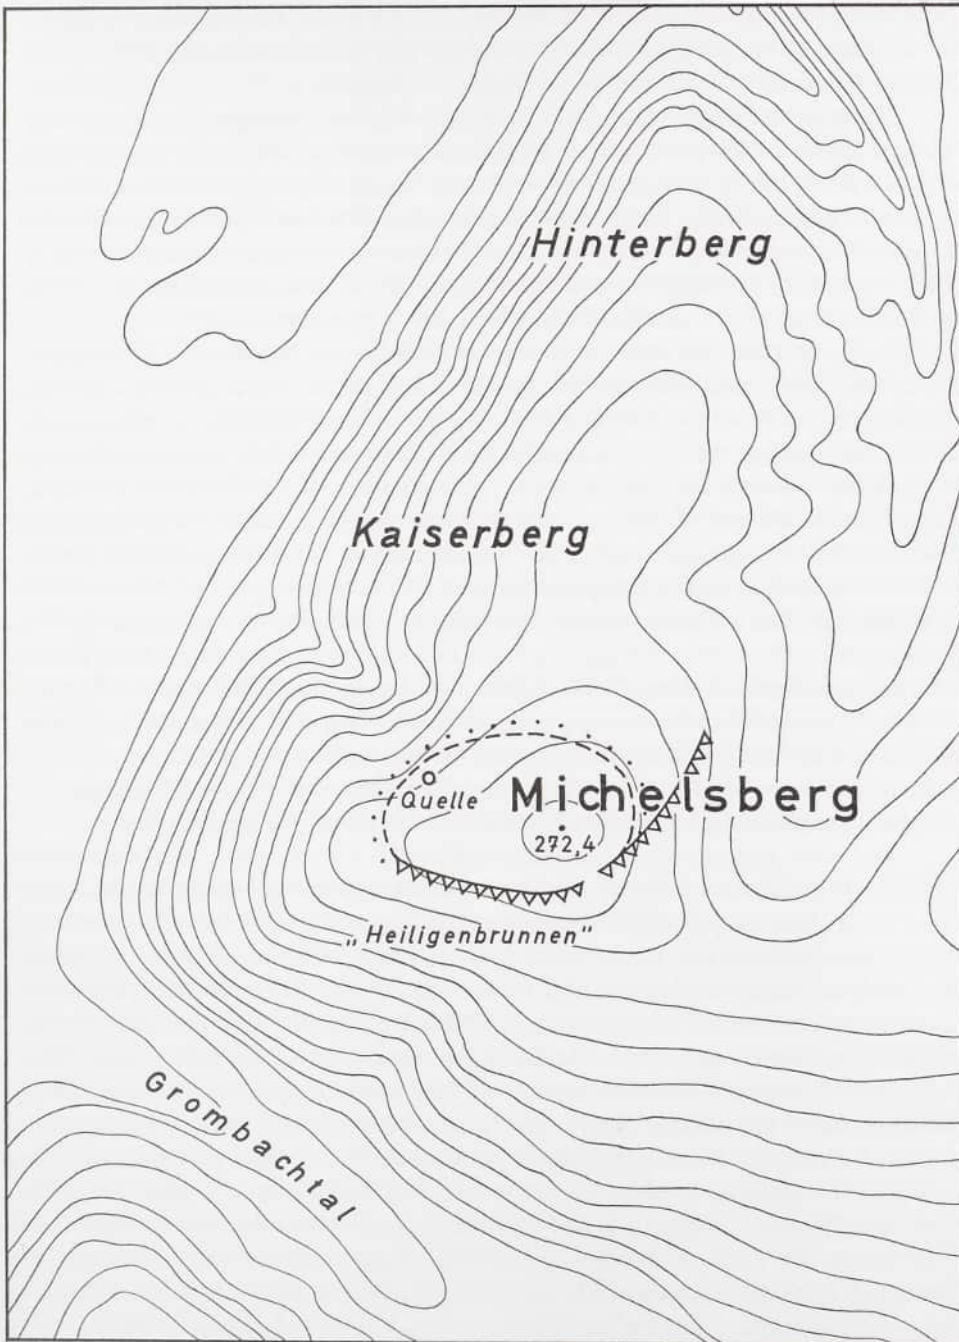 Hinterberg
Kaiserberg
Michelsberg
Quelle
272,4
„Heiligenbrunnen"
Grombachtal